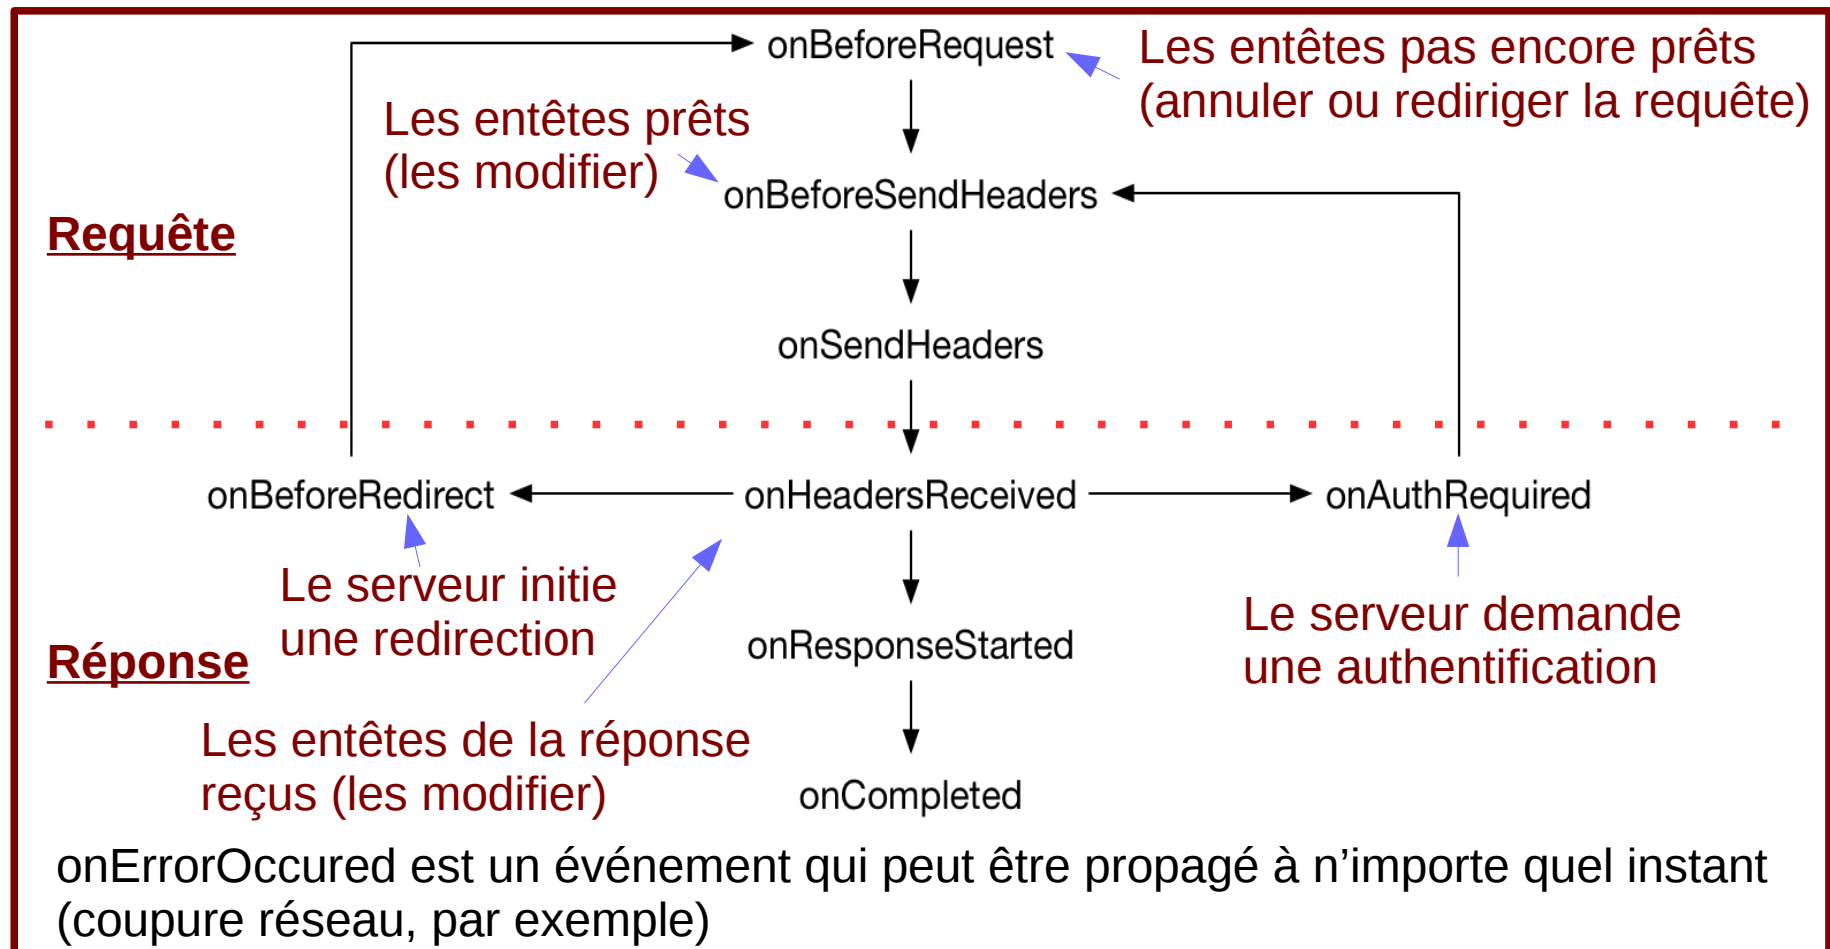 onBeforeRequest
Les entêtes pas encore prêts
(annuler ou rediriger la requête)
Les entêtes prêts
(les modifier)
onBeforeSendHeaders
Requête
onSendHeaders
onBeforeRedirect
onHeadersReceived
onAuthRequired
Le serveur initie
une redirection
Le serveur demande
une authentification
onResponseStarted
Réponse
Les entêtes de la réponse
reçus (les modifier)
onCompleted
onErrorOccured est un événement qui peut être propagé à n’importe quel instant
(coupure réseau, par exemple)